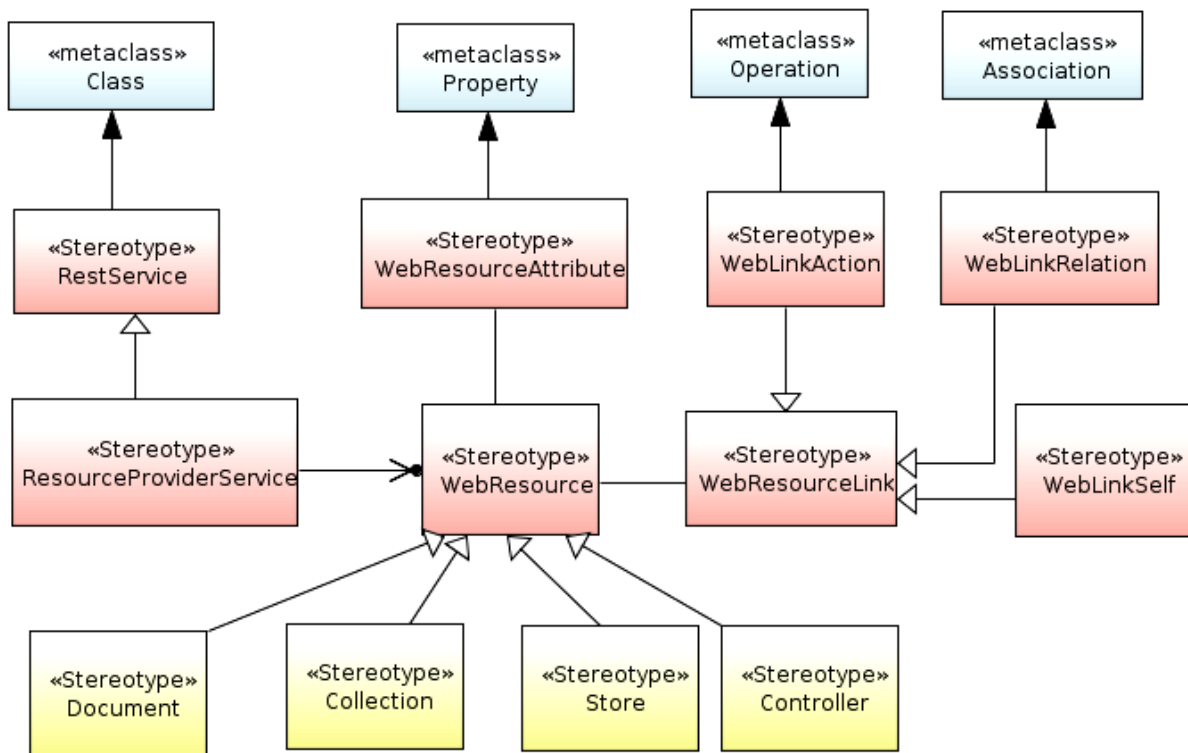 «metaclass»
Class
«metaclass»
Property
«metaclass»
Operation
«metaclass»
Association
«Stereotype»
RestService
«Stereotype»
WebResourceAttribute
«Stereotype»
WebLinkAction
«Stereotype»
WebLinkRelation
«Stereotype»
ResourceProviderService
«Stereotype»
WebResource
«Stereotype»
WebResourceLink
«Stereotype»
WebLinkSelf
«Stereotype»
Document
«Stereotype»
Collection
«Stereotype»
Store
«Stereotype»
Controller